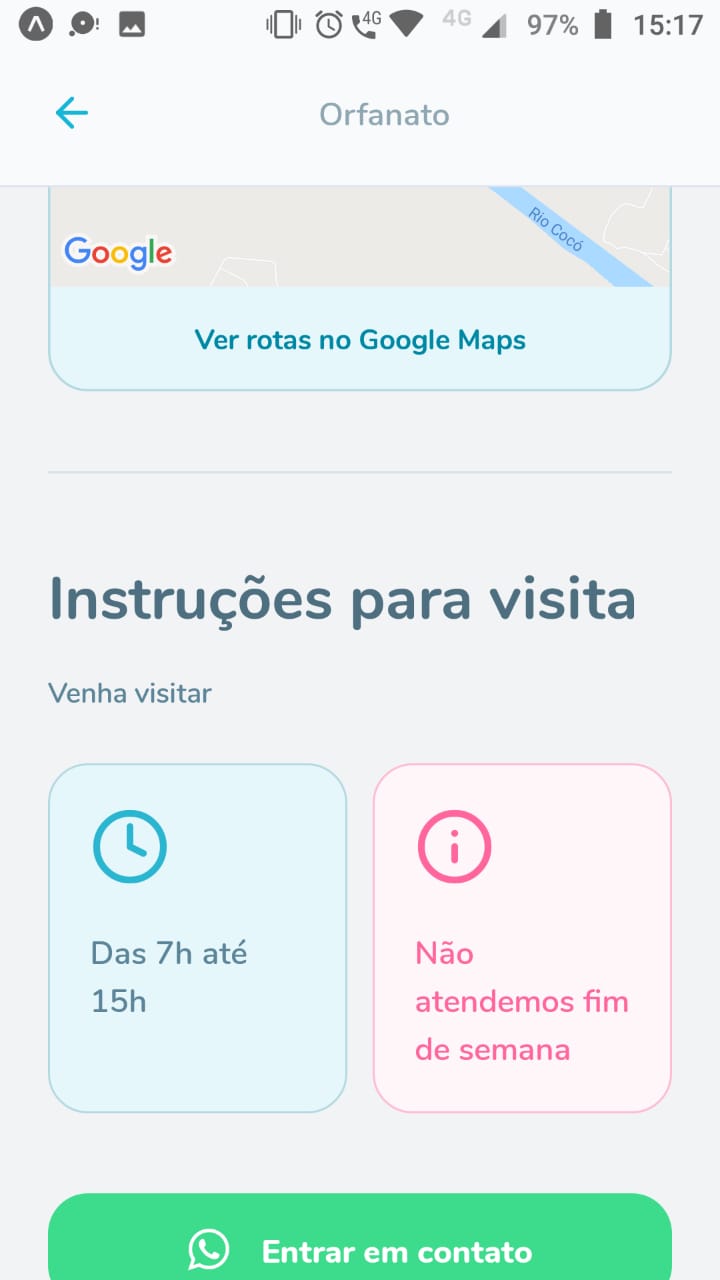 4G 4G 97% 15:17
Orfanato
Rio Cocó
Google
Ver rotas no Google Maps
Instruções para visita
Venha visitar
Das 7h até
15h
Não
atendemos fim
de semana
Entrar em contato